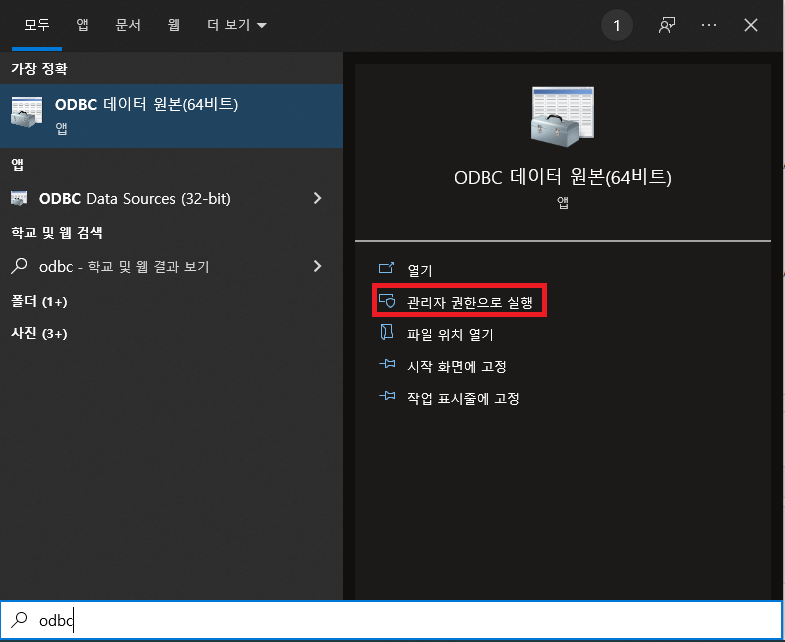 모두 앱 문서 웹 더 보기 1 ...
가장 정확
ODBC 데이터 원본(64비트)
앱
앱
ODBC Data Sources (32-bit)
학교 및 웹 검색
odbc - 학교 및 웹 결과 보기
폴더 (1+)
사진 (3+)
ODBC 데이터 원본(64비트)
앱
열기
관리자 권한으로 실행
파일 위치 열기
시작 화면에 고정
작업 표시줄에 고정
odbc